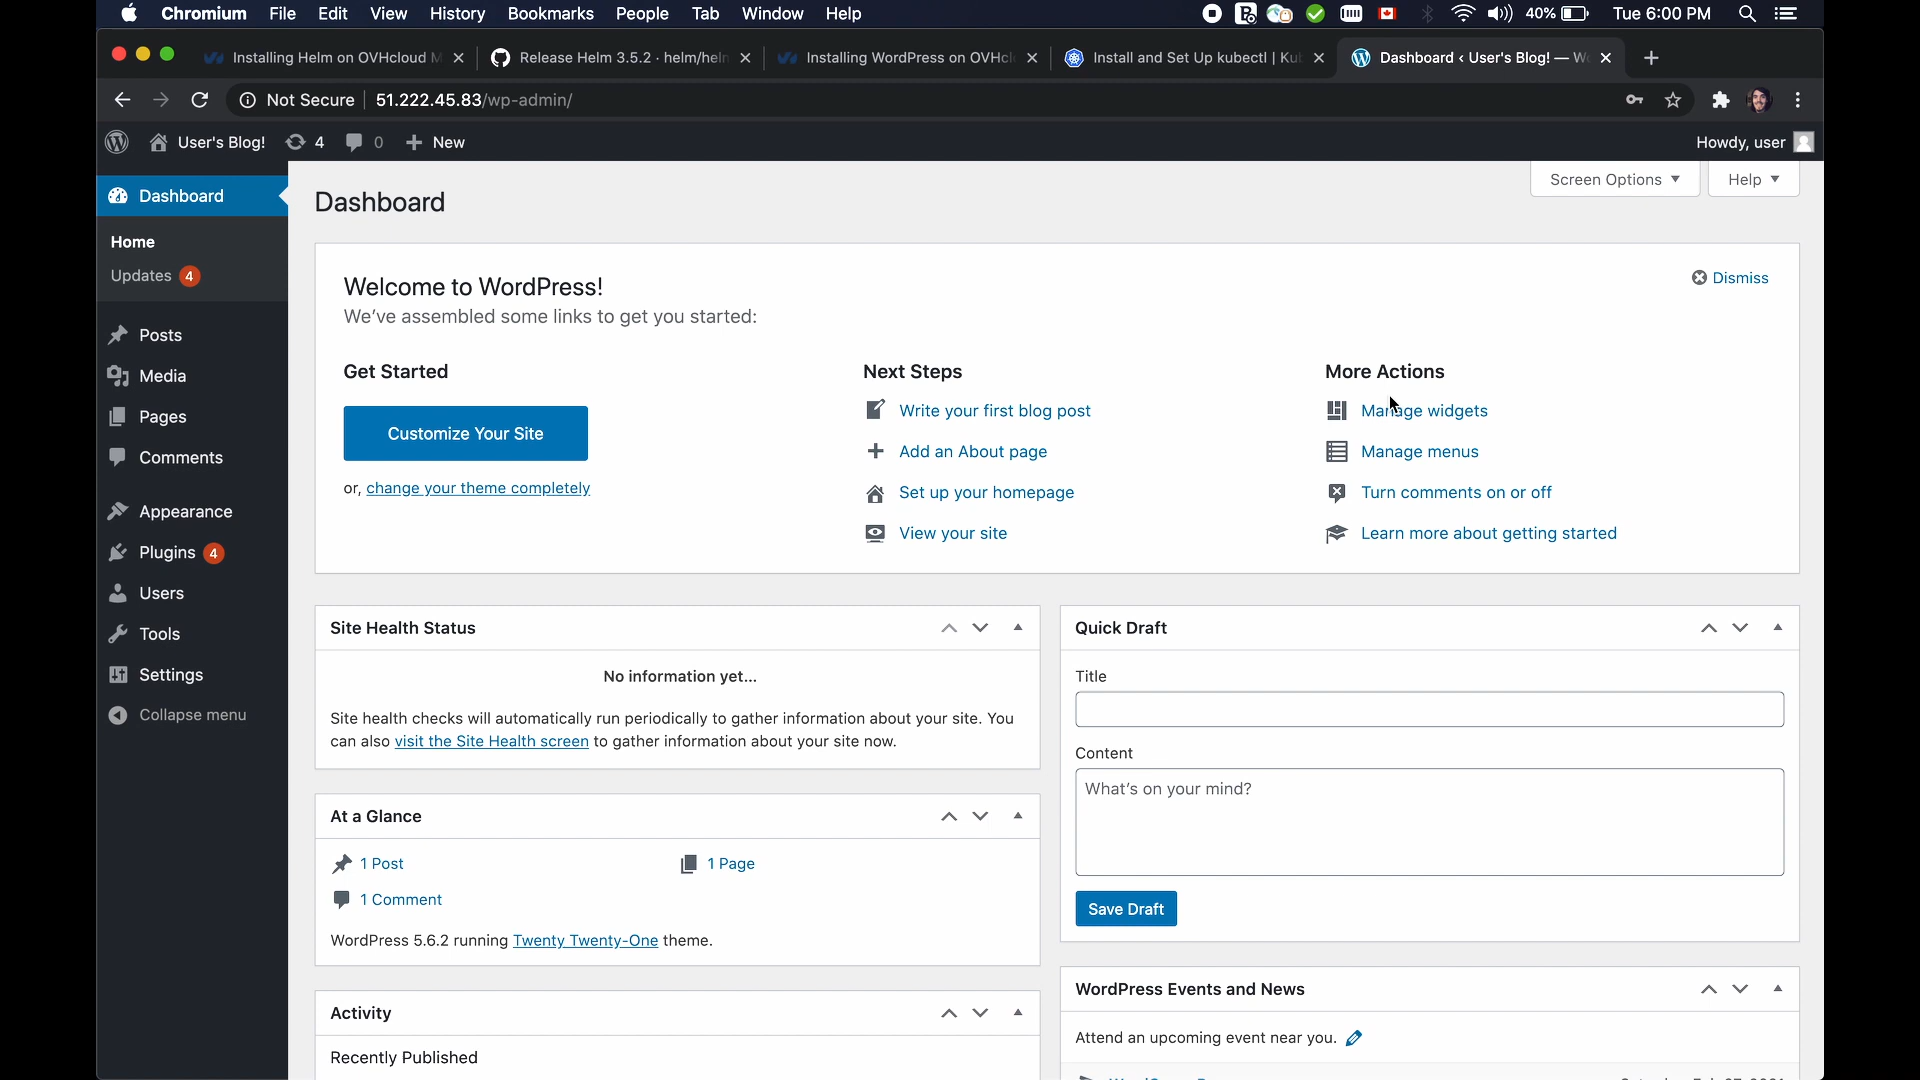 Chromium File Edit View History Bookmarks People Tab Window Help 40% Tue 6:00 PM
Installing Helm on OVHcloud M Release Helm 3.5.2 · helm/hel Installing WordPress on OVHcl Install and Set Up kubectl | Ku Dashboard ‹ User's Blog! — W
Not Secure 51.222.45.83/wp-admin/
User's Blog! 4 0 New Howdy, user
Dashboard
Home
Updates 4
Posts
Media
Pages
Comments
Appearance
Plugins 4
Users
Tools
Settings
Collapse menu
Screen Options Help
Dashboard
Welcome to WordPress!
Dismiss
We've assembled some links to get you started:
Get Started
Customize Your Site
or, change your theme completely
Next Steps
Write your first blog post
Add an About page
Set up your homepage
View your site
More Actions
Manage widgets
Manage menus
Turn comments on or off
Learn more about getting started
Site Health Status
No information yet...
Site health checks will automatically run periodically to gather information about your site. You
can also visit the Site Health screen to gather information about your site now.
At a Glance
1 Post 1 Page
1 Comment
WordPress 5.6.2 running Twenty Twenty-One theme.
Activity
Recently Published
Quick Draft
Title
Content
What's on your mind?
Save Draft
WordPress Events and News
Attend an upcoming event near you.